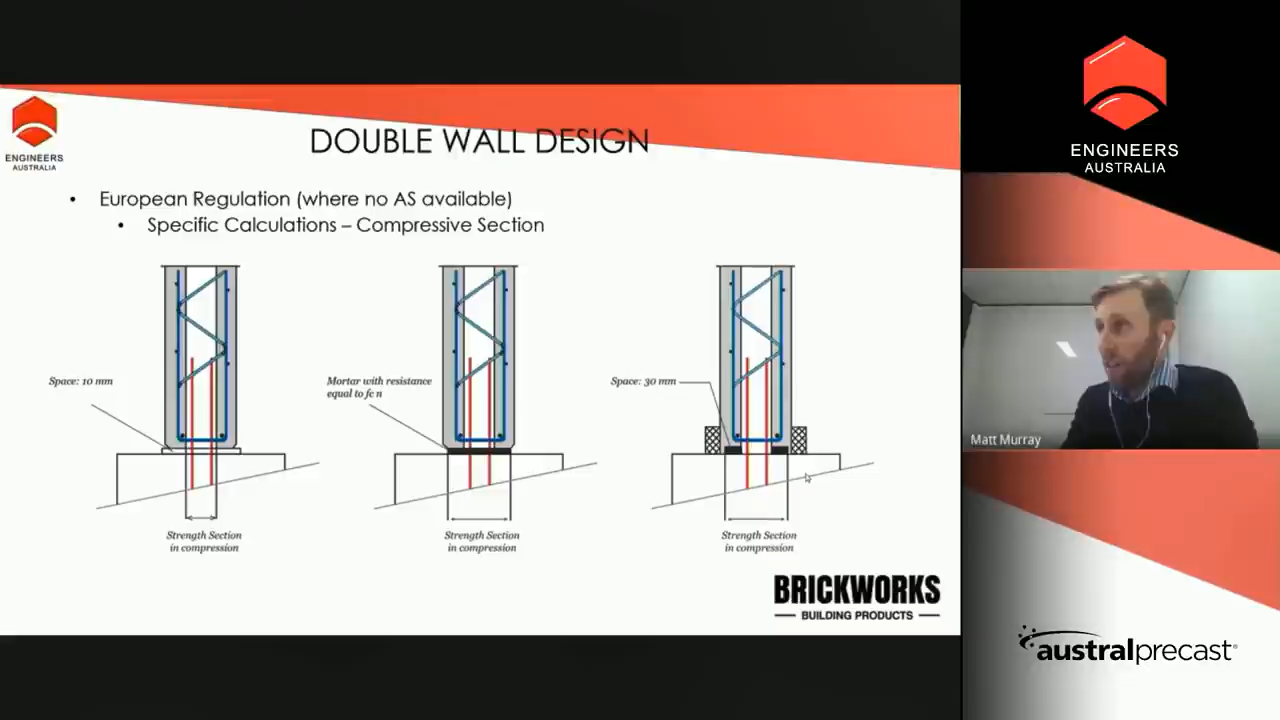 ENGINEERS
AUSTRALIA
DOUBLE WALL DESIGN
• European Regulation (where no AS available)
• Specific Calculations – Compressive Section
Space: 10 mm
Strength Section
in compression
Mortar with resistance
equal to fc n
Strength Section
in compression
Space: 30 mm
Strength Section
in compression
BRICKWORKS
BUILDING PRODUCTS
ENGINEERS
AUSTRALIA
Matt Murray
australprecast